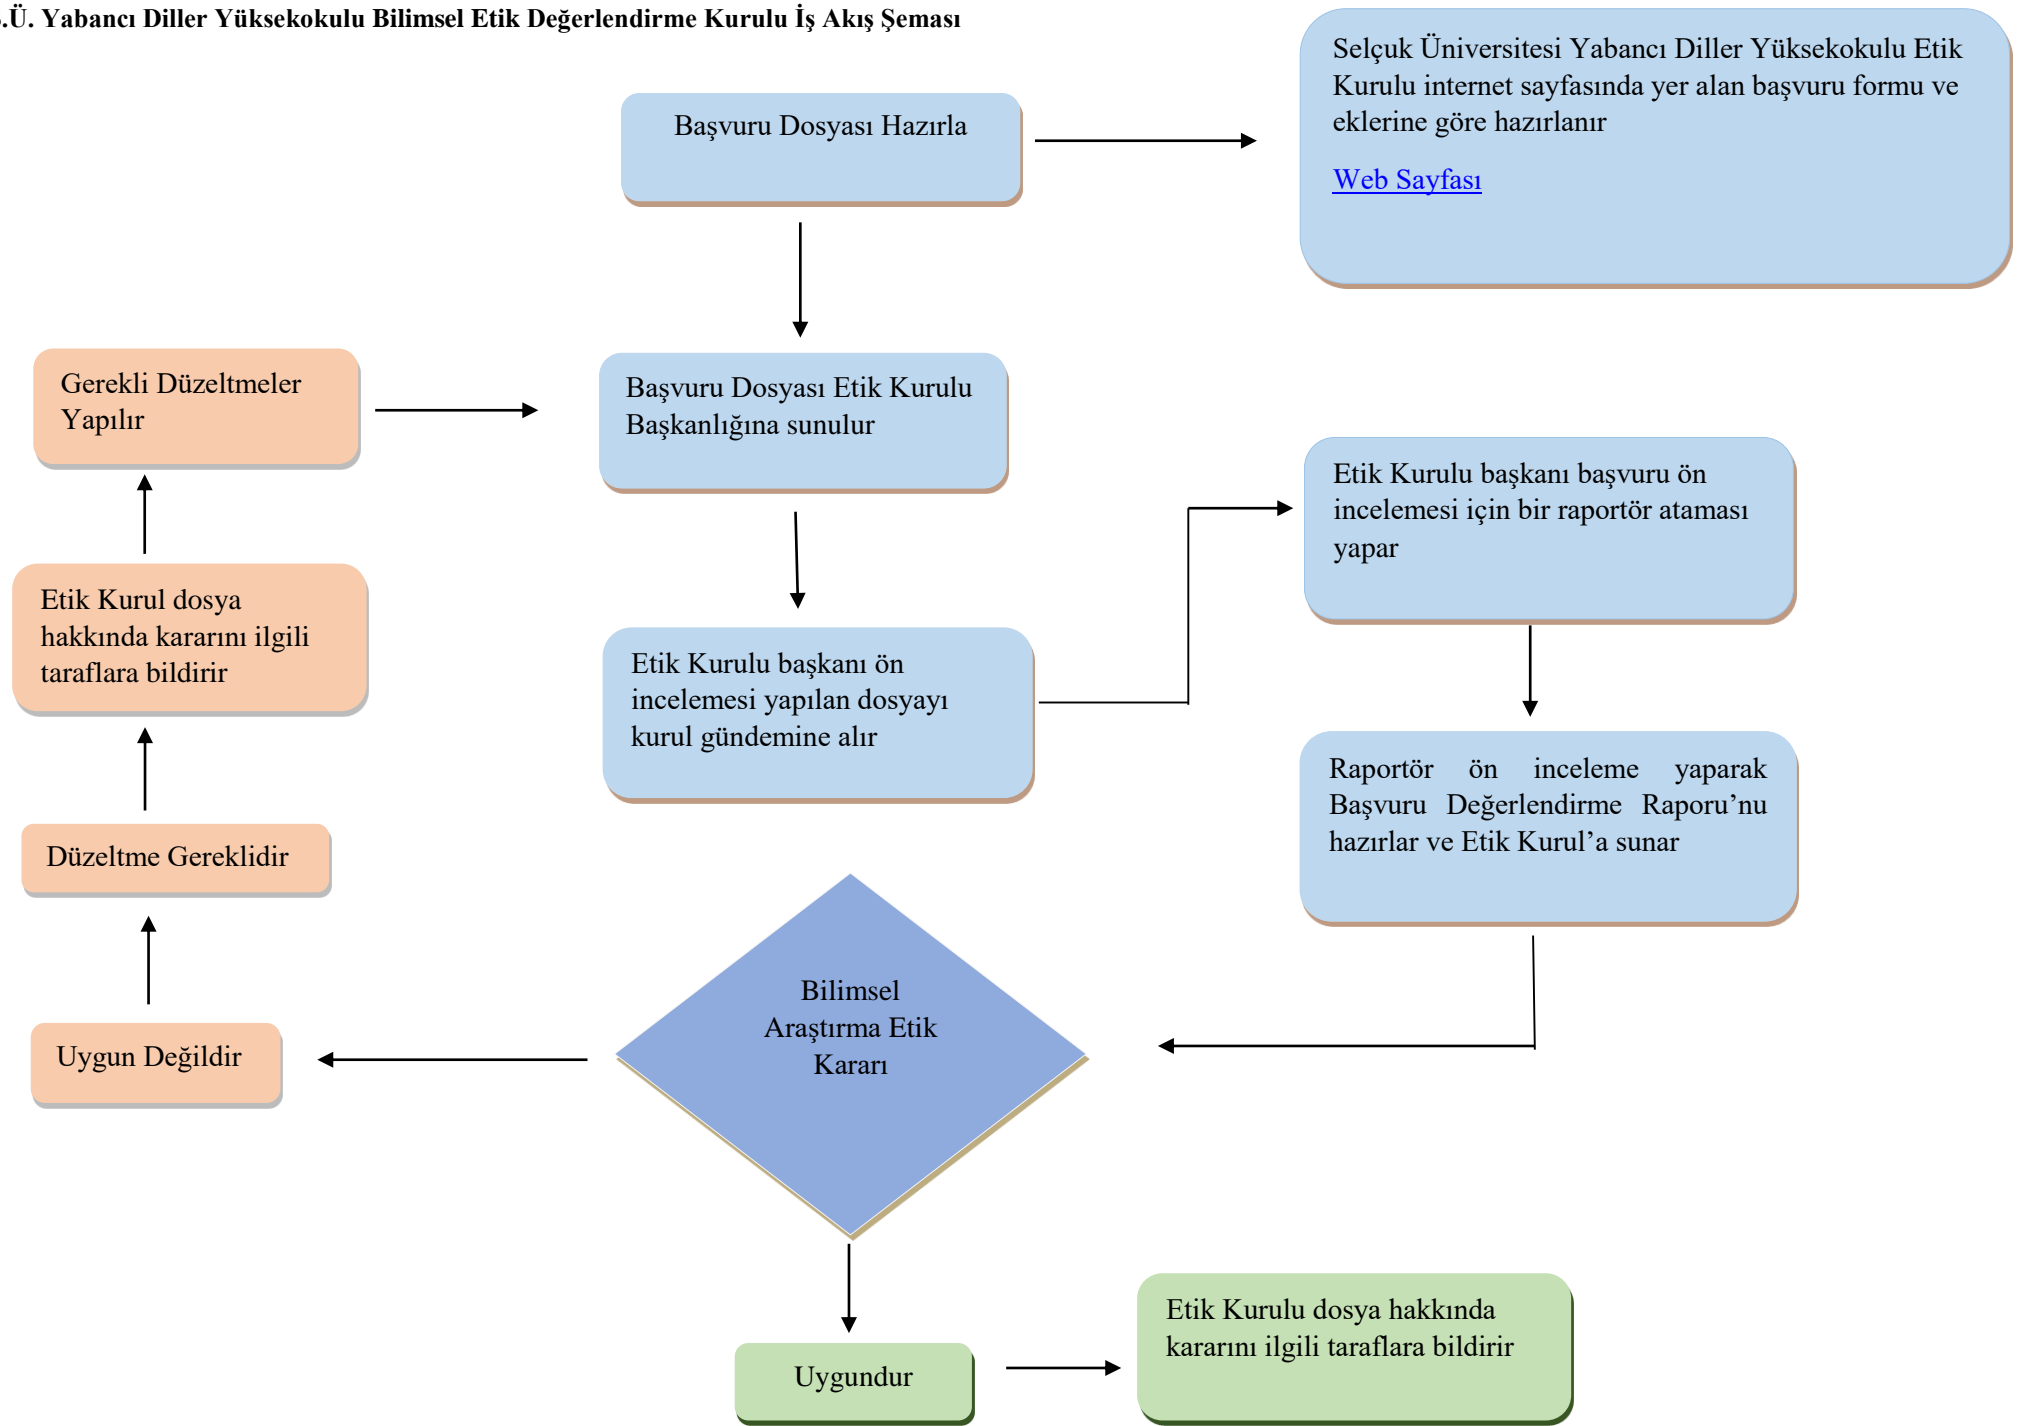 .Ü. Yabancı Diller Yüksekokulu Bilimsel Etik Değerlendirme Kurulu İş Akış Şeması
Selçuk Üniversitesi Yabancı Diller Yüksekokulu Etik
Kurulu internet sayfasında yer alan başvuru formu ve
eklerine göre hazırlanır
Web Sayfası
Başvuru Dosyası Hazırla
Gerekli Düzeltmeler
Yapılır
Başvuru Dosyası Etik Kurulu
Başkanlığına sunulur
Etik Kurulu başkanı başvuru ön
incelemesi için bir raportör ataması
yapar
Etik Kurul dosya
hakkında kararını ilgili
taraflara bildirir
Etik Kurulu başkanı ön
incelemesi yapılan dosyayı
kurul gündemine alır
Raportör ön inceleme yaparak
Başvuru Değerlendirme Raporu’nu
hazırlar ve Etik Kurul’a sunar
Düzeltme Gereklidir
Bilimsel
Araştırma Etik
Kararı
Uygun Değildir
Etik Kurulu dosya hakkında
kararını ilgili taraflara bildirir
Uygundur